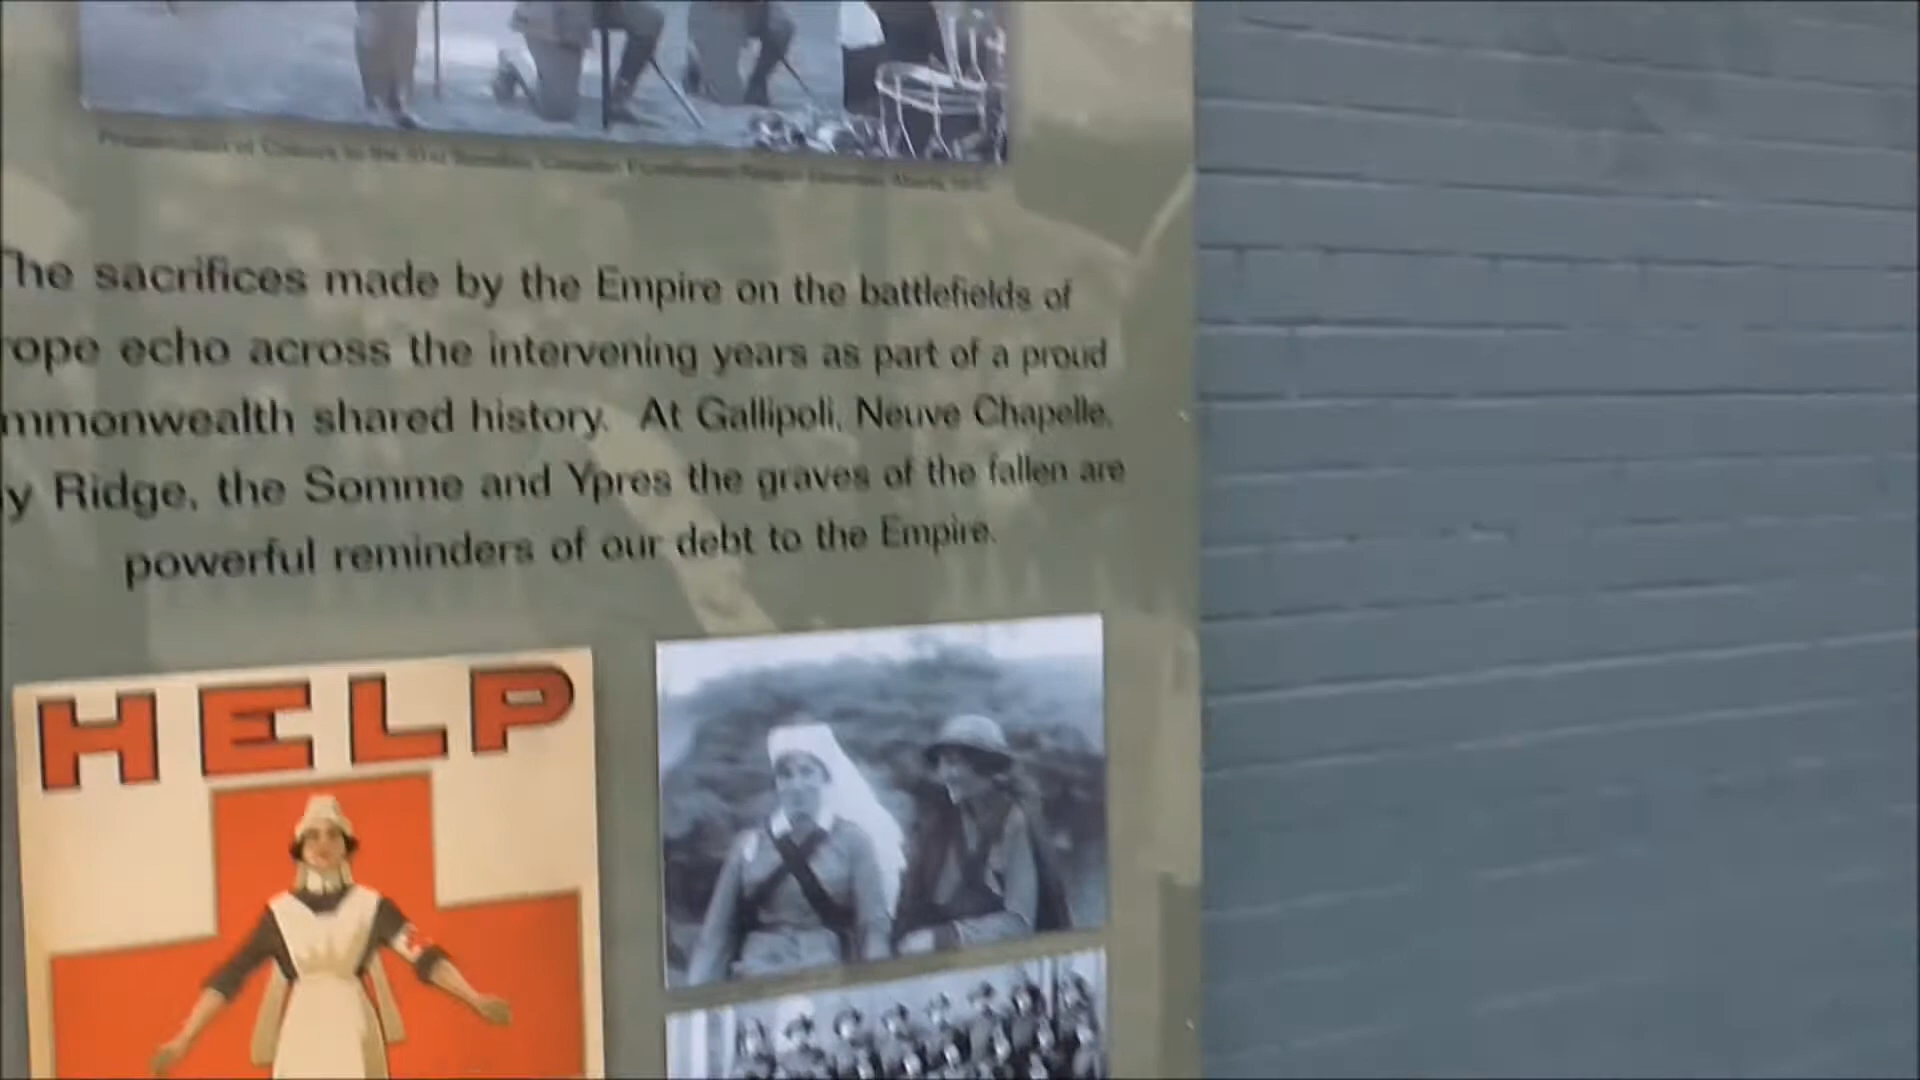 The sacrifices made by the Empire on the battlefields of
rope echo across the intervening years as part of a proud
mmonwealth shared history. At Gallipoli, Neuve Chapelle,
y Ridge, the Somme and Ypres the graves of the fallen are
powerful reminders of our debt to the Empire.
HELP